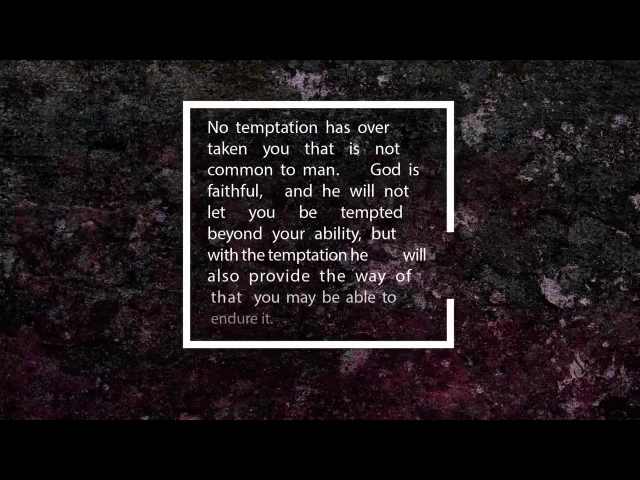 No temptation has over
taken you that is not
common to man. God is
faithful, and he will not
let you be tempted
beyond your ability, but
with the temptation he will
also provide the way of
that you may be able to
endure it.